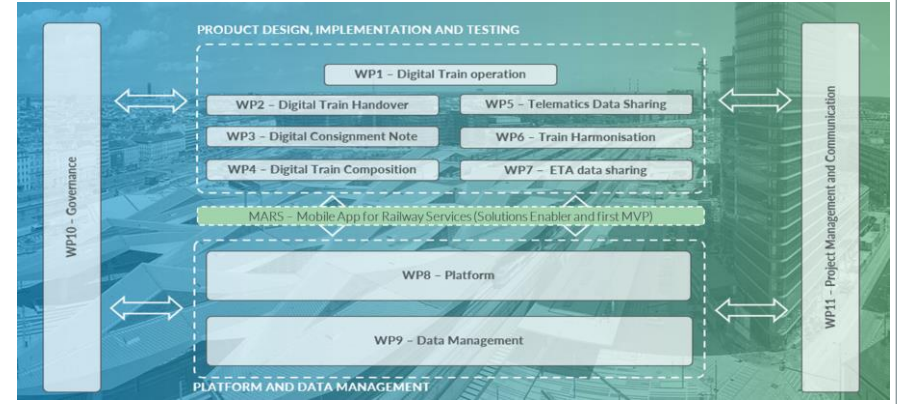 PRODUCT DESIGN, IMPLEMENTATION AND TESTING
WP10 – Governance
WP1 – Digital Train operation
WP2 – Digital Train Handover
WP5 – Telematics Data Sharing
WP3 – Digital Consignment Note
WP6 – Train Harmonisation
WP4 – Digital Train Composition
WP7 – ETA data sharing
MARS – Mobile App for Railway Services (Solutions Enabler and first MVP)
WP8 – Platform
WP9 – Data Management
PLATFORM AND DATA MANAGEMENT
WP11 – Project Management and Communication